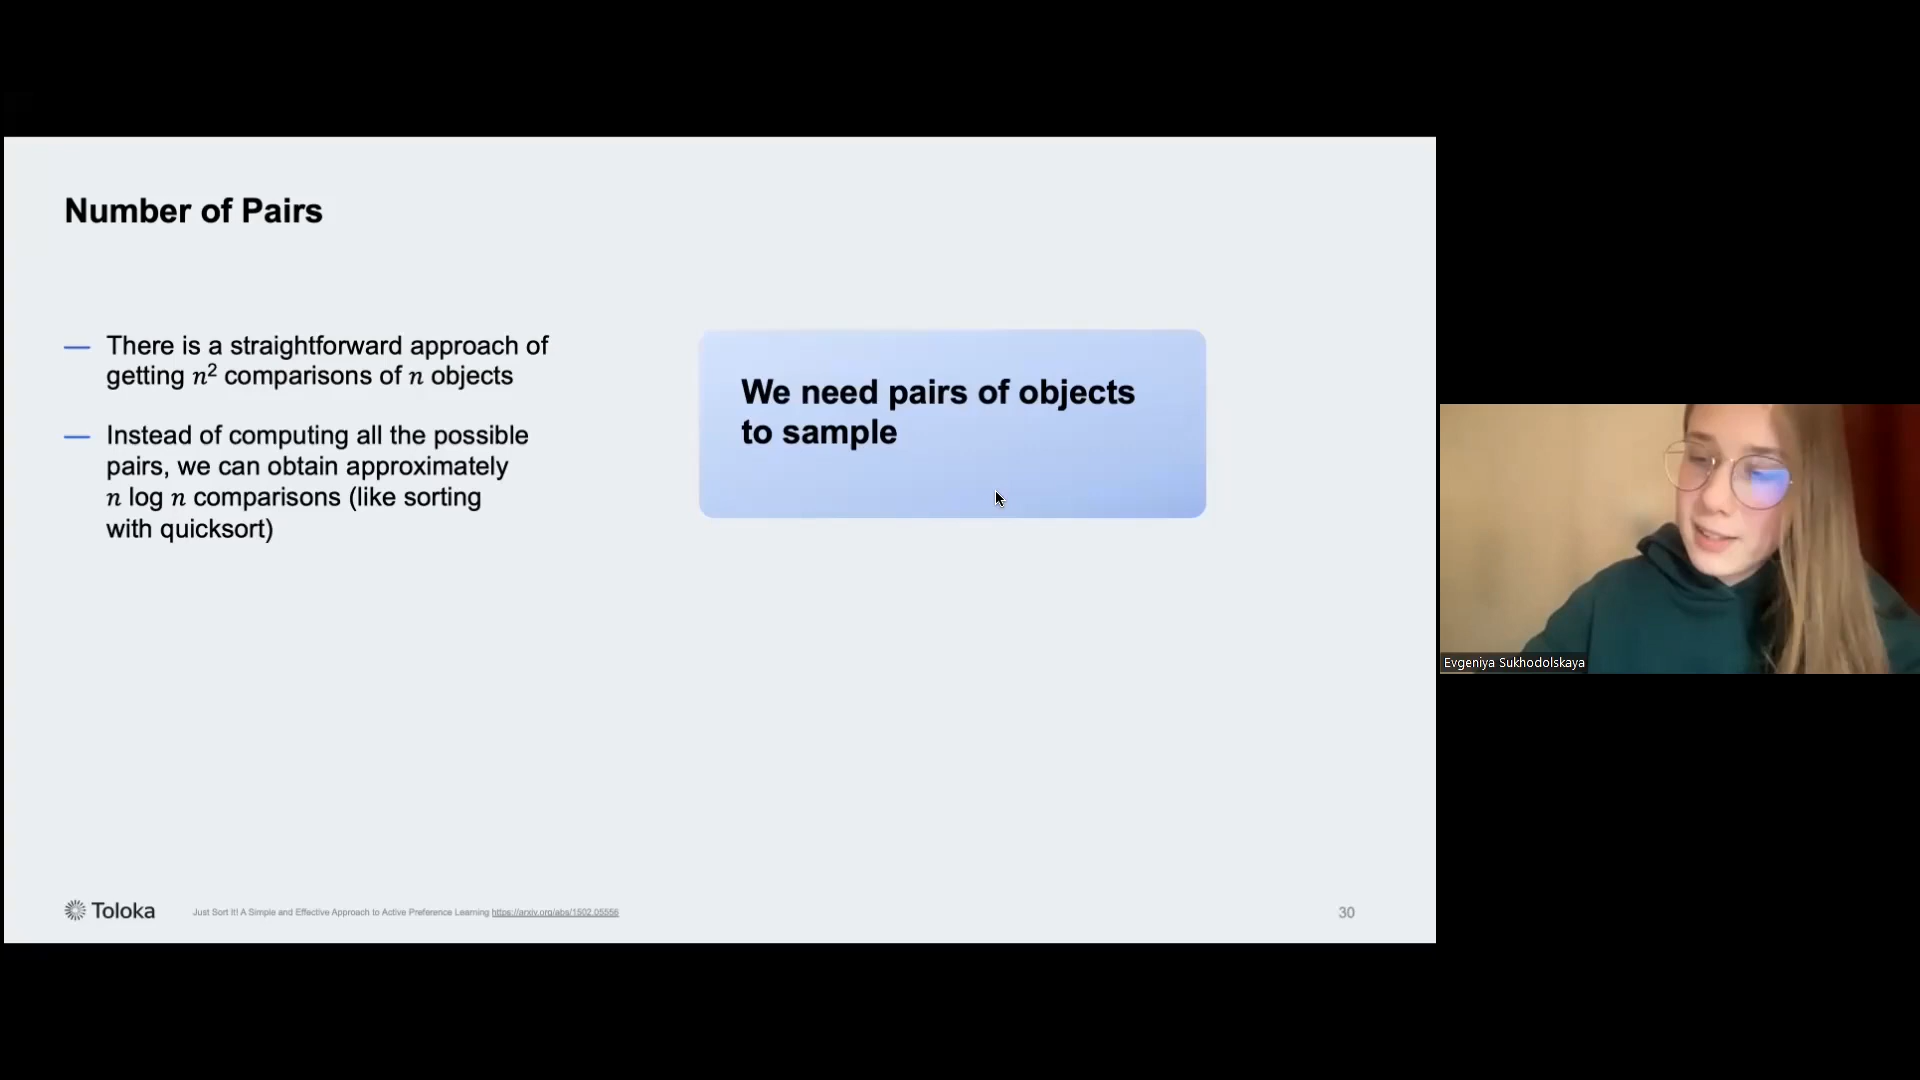 Number of Pairs
— There is a straightforward approach of
getting n² comparisons of n objects
— Instead of computing all the possible
pairs, we can obtain approximately
n log n comparisons (like sorting
with quicksort)
We need pairs of objects
to sample
Evgeniya Sukhodolskaya
Toloka
Just Sort It! A Simple and Effective Approach to Active Preference Learning https://arxiv.org/abs/1502.05556
30